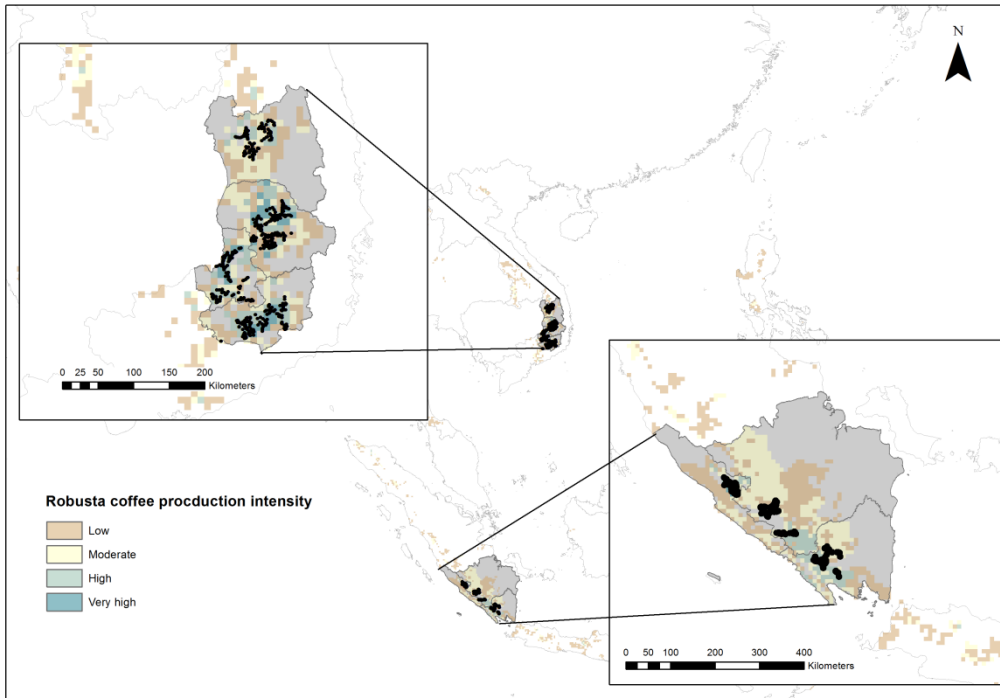 N
0 25 50 100 150 200
Kilometers
Robusta coffee procduction intensity
Low
Moderate
High
Very high
0 50 100 200 300 400
Kilometers